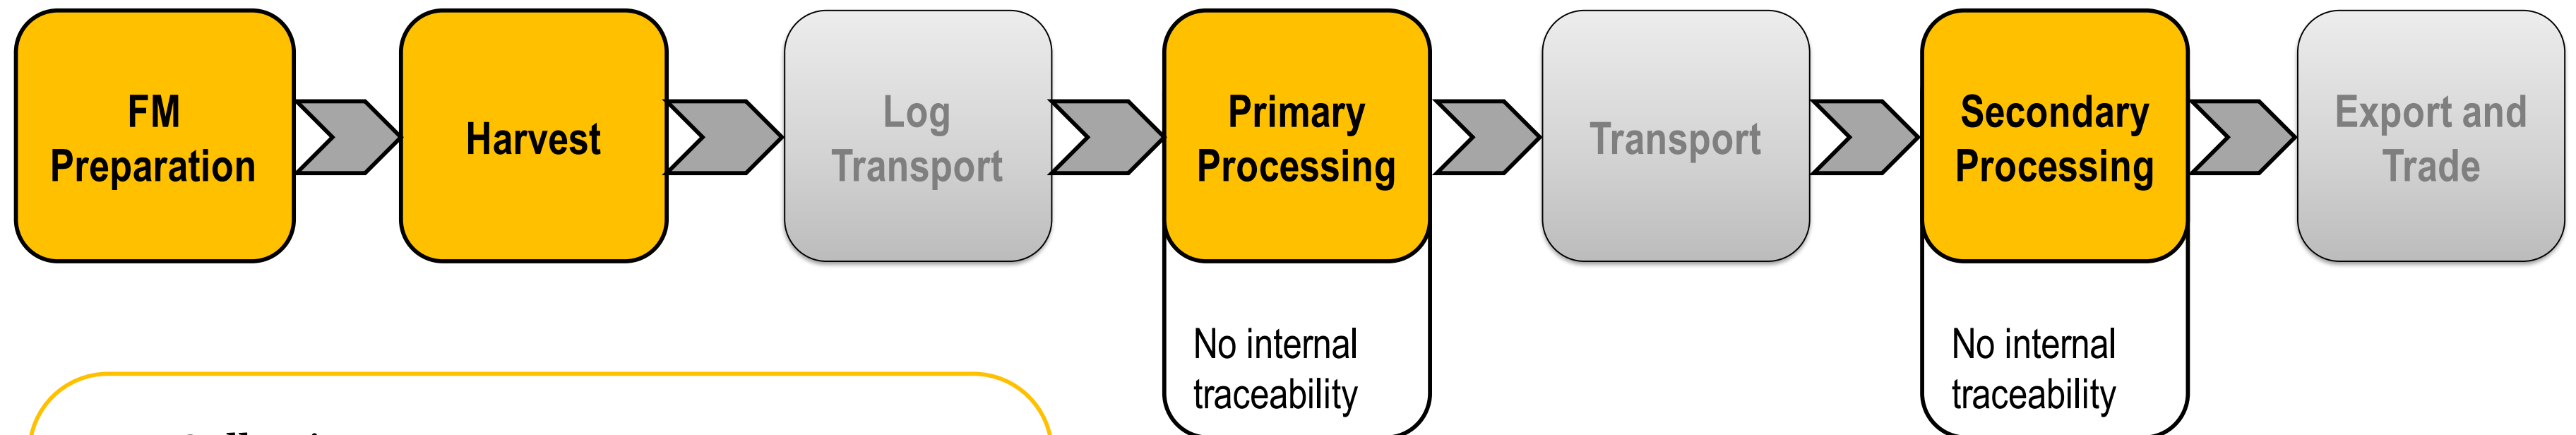 FM
Preparation
Harvest
Log
Transport
Primary
Processing
Transport
Secondary
Processing
Export and
Trade
No internal
traceability
No internal
traceability